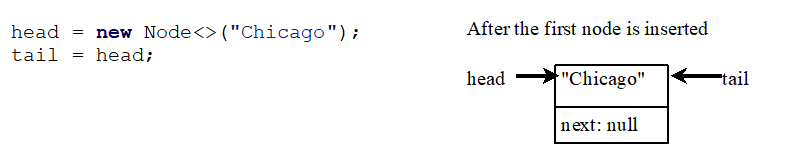 head = new Node<>("Chicago");
tail = head;
After the first node is inserted
head "Chicago" tail
next: null